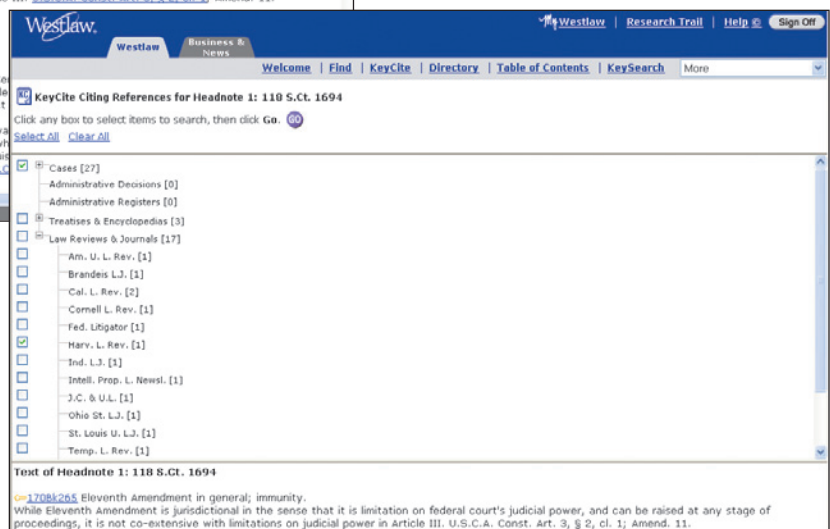 Westlaw.
Westlaw | Research Trail | Help | Sign Off
Westlaw
Business & News
Welcome | Find | KeyCite | Directory | Table of Contents | KeySearch
More
KeyCite Citing References for Headnote 1: 118 S.Ct. 1694
Click any box to select items to search, then click Go. GO
Select All Clear All
Cases [27]
Administrative Decisions [0]
Administrative Registers [0]
Treatises & Encyclopedias [3]
Law Reviews & Journals [17]
Am. U. L. Rev. [1]
Brandeis L.J. [1]
Cal. L. Rev. [2]
Cornell L. Rev. [1]
Fed. Litigator [1]
Harv. L. Rev. [1]
Ind. L.J. [1]
Intell. Prop. L. Newsl. [1]
J.C. & U.L. [1]
Ohio St. L.J. [1]
St. Louis U. L.J. [1]
Temp. L. Rev. [1]
Text of Headnote 1: 118 S.Ct. 1694
170Bk265 Eleventh Amendment in general; immunity.
While Eleventh Amendment is jurisdictional in the sense that it is limitation on federal court's judicial power, and can be raised at any stage of
proceedings, it is not co-extensive with limitations on judicial power in Article III. U.S.C.A. Const. Art. 3, § 2, cl. 1; Amend. 11.